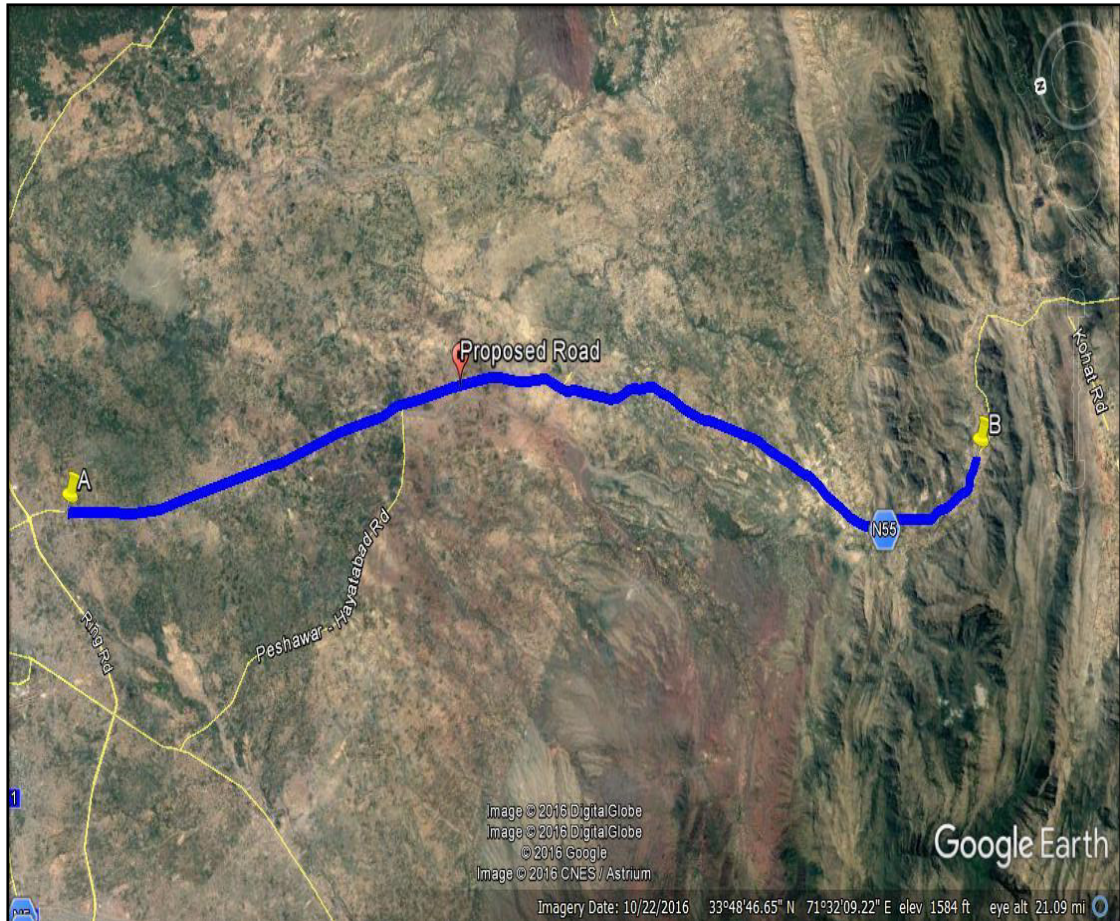 N
Proposed Road
Kohat Rd
B
A
N55
Ring Rd
Peshawar - Hayatabad Rd
1
Image © 2016 DigitalGlobe
Image © 2016 DigitalGlobe
© 2016 Google
Image © 2016 CNES / Astrium
Google Earth
Imagery Date: 10/22/2016 33°48'46.65" N 71°32'09.22" E elev 1584 ft eye alt 21.09 mi